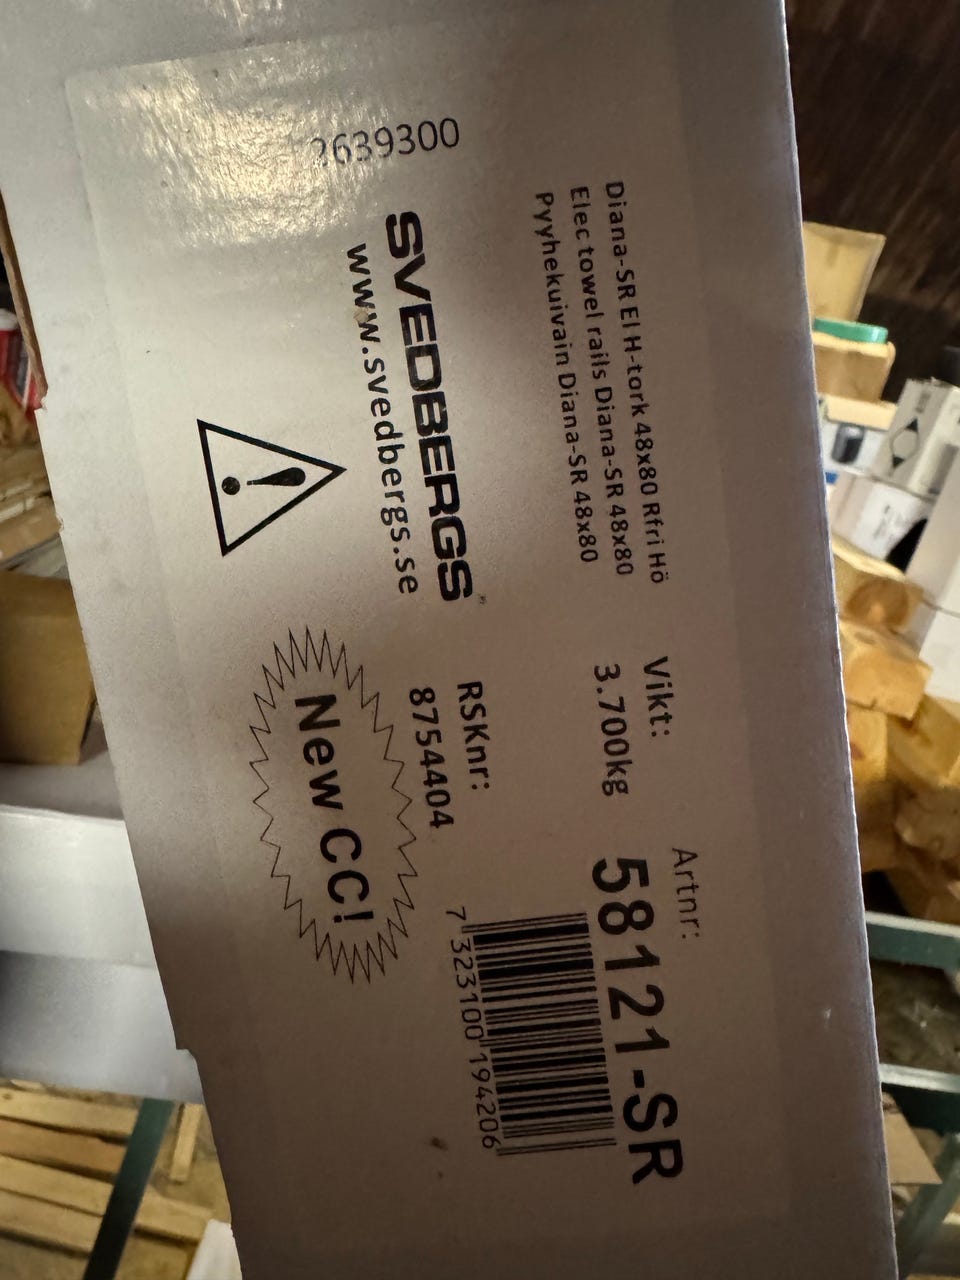 Artnr:
58121-SR
7 323100 194206
Diana-SR El H-tork 48x80 Rfri Hö
Elec towel rails Diana-SR 48x80
Pyyhekuivain Diana-SR 48x80
Vikt:
3.700kg
RSKnr:
8754404
SVEDBERGS
www.svedbergs.se
New CC!